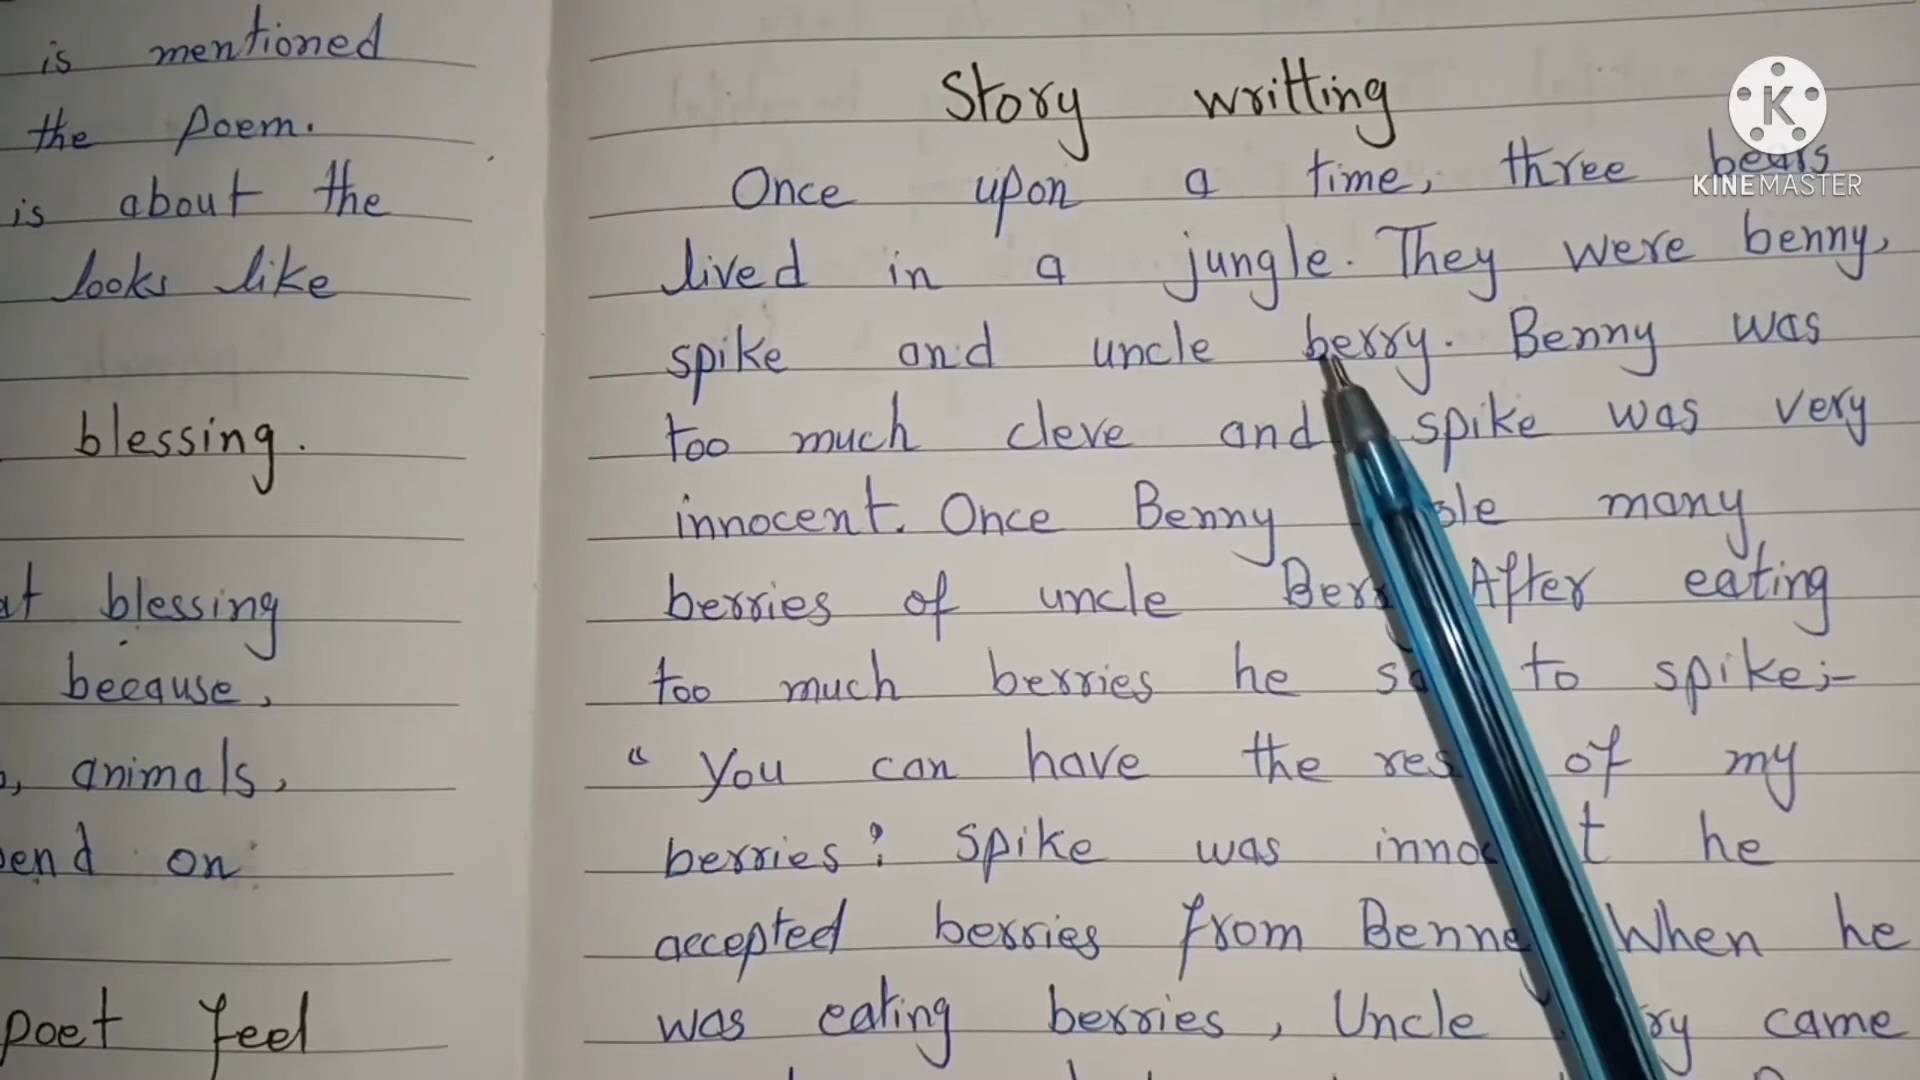 is mentioned
the poem.
is about the
looks like
blessing.
blessing
beeause,
animals,
on
poet feel
Story writting
Once upon a time, three bears
lived in a jungle. They were benny,
spike and uncle berry. Benny was
too much cleve and spike was very
innocent. Once Benny many
berries of uncle After eating
too much berries he to spike;-
" You can have the of my
berries: Spike was he
accepted berries from When he
was eating berries, Uncle came
K
KINEMASTER